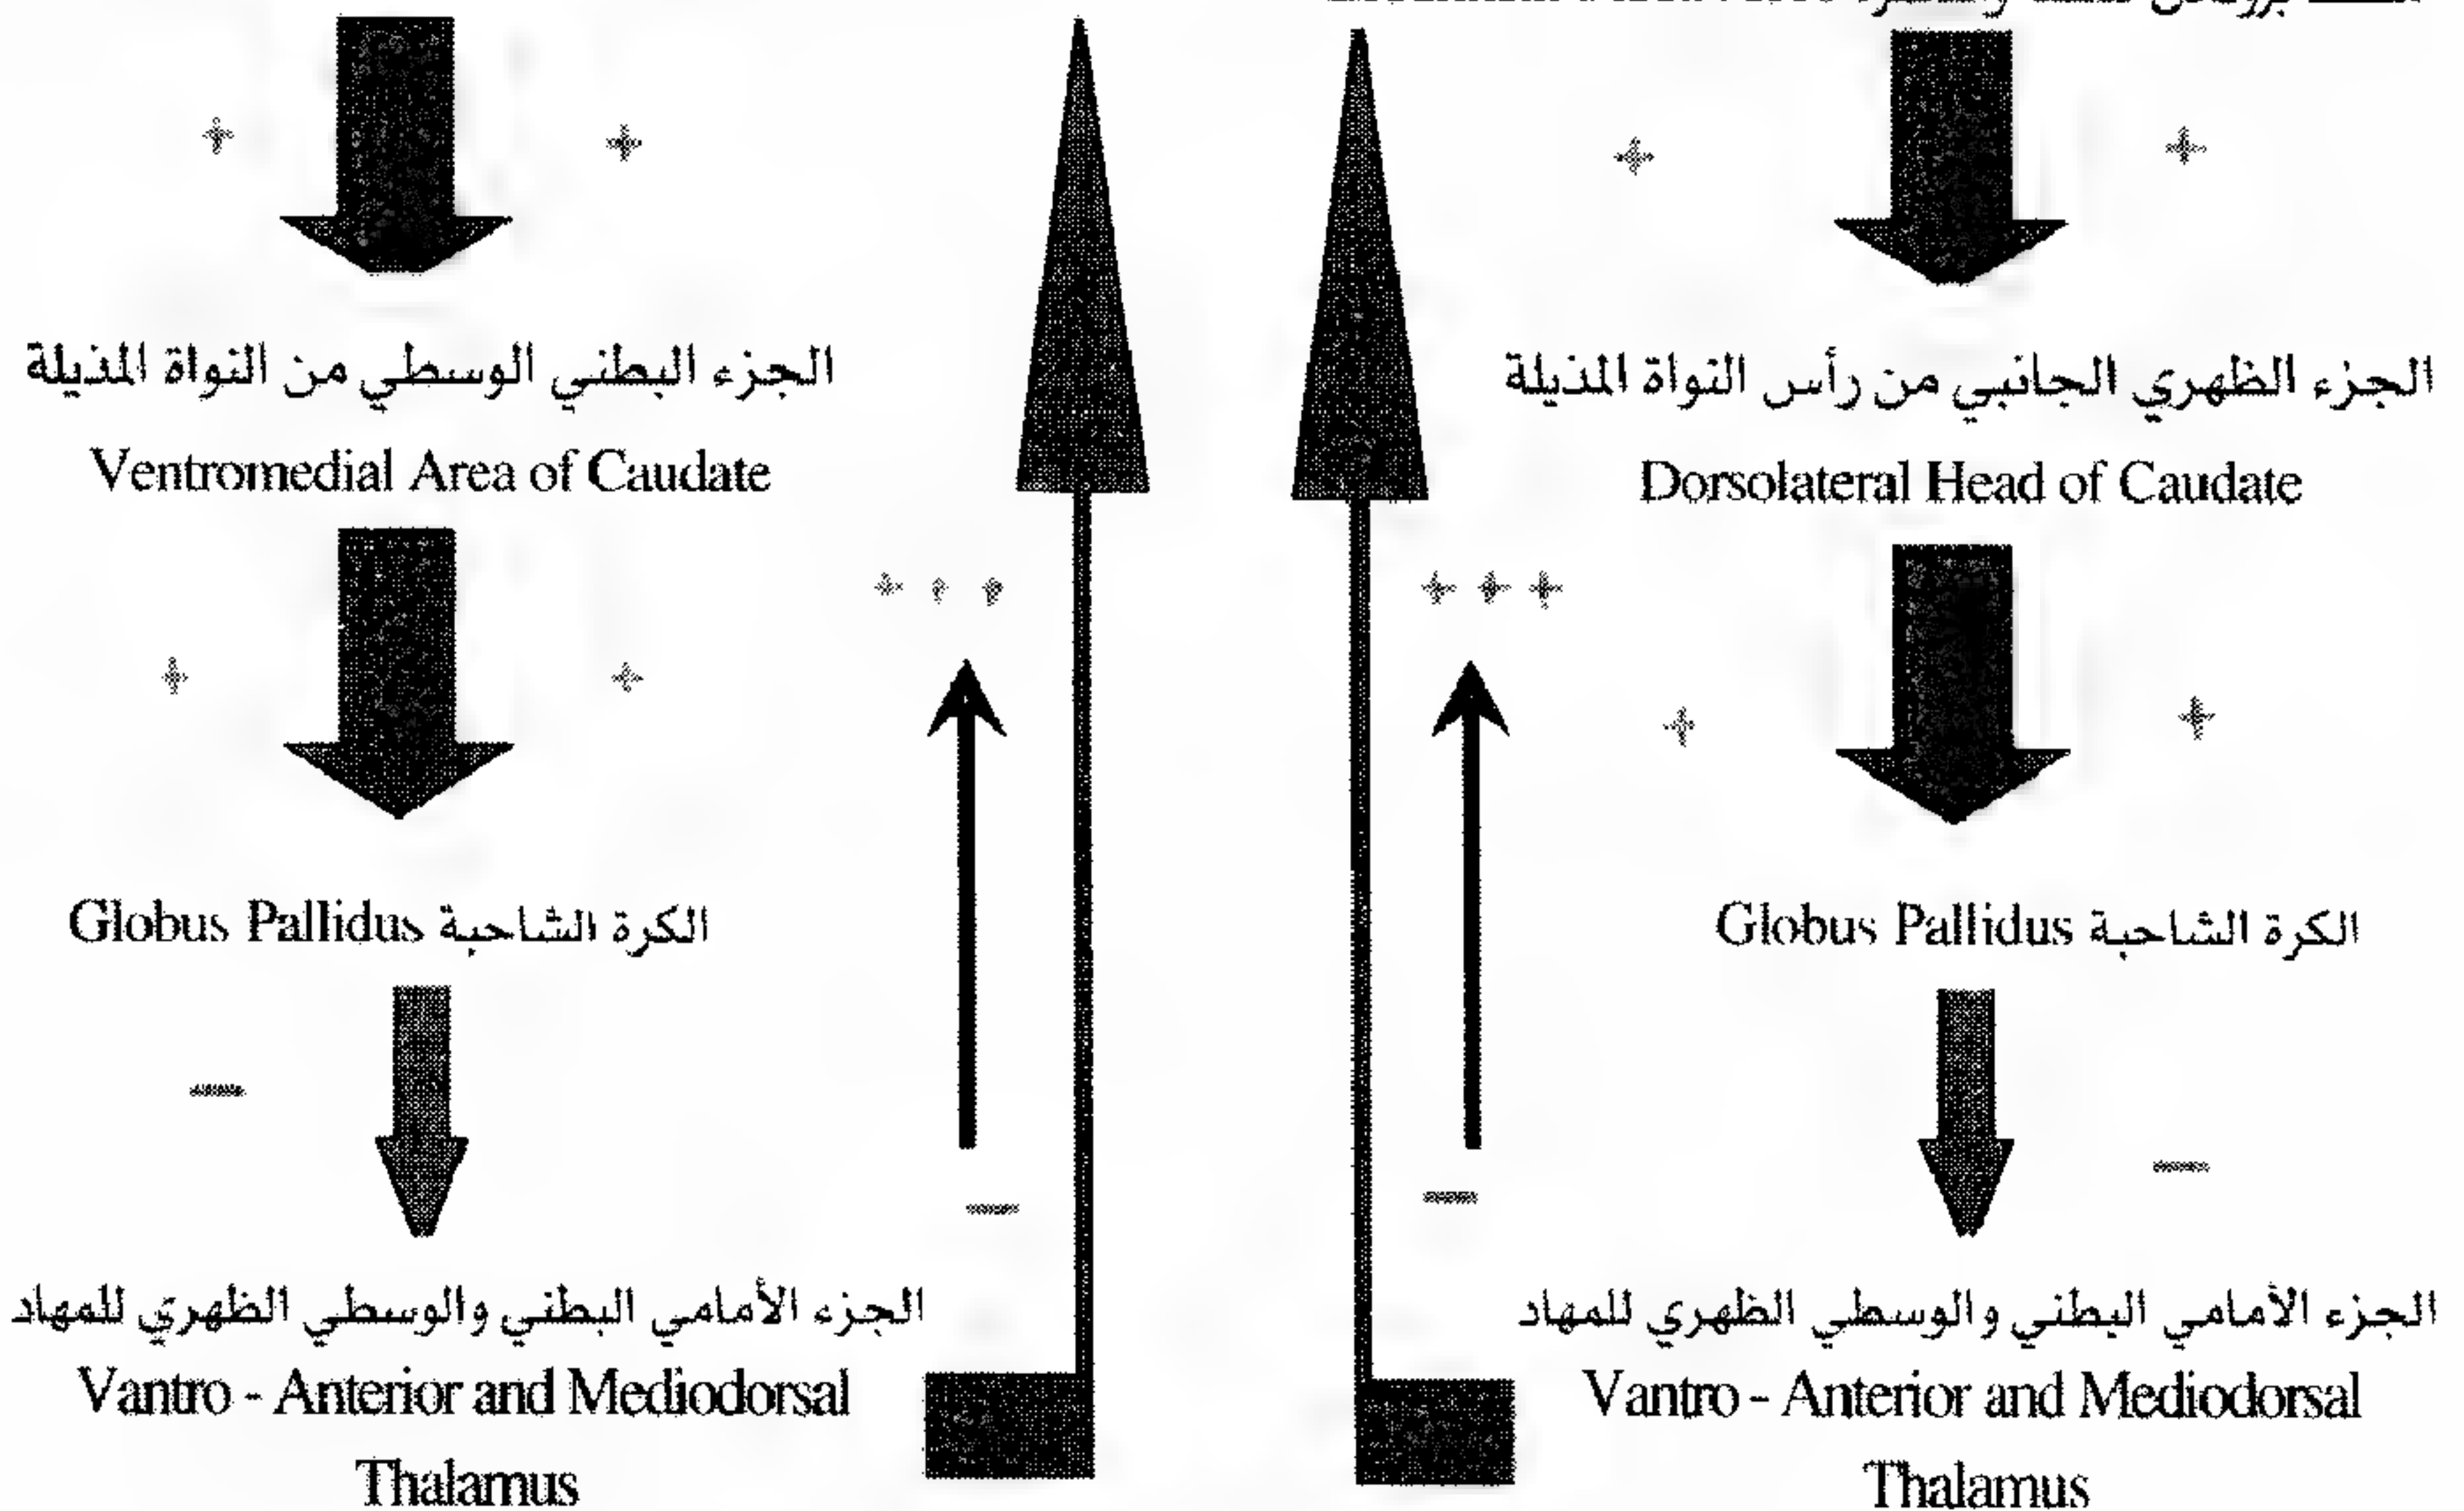 الجزء البطني الوسطي من النواة المذيلة
Ventromedial Area of Caudate
+ +
+ +
Globus Pallidus الكرة الشاحبة
—
الجزء الأمامي البطني والوسطي الظهري للمهاد
Vantro - Anterior and Mediodorsal
Thalamus
+ + +
—
الجزء الظهري الجانبي من رأس النواة المذيلة
Dorsolateral Head of Caudate
+ +
+ +
Globus Pallidus الكرة الشاحبة
—
الجزء الأمامي البطني والوسطي الظهري للمهاد
Vantro - Anterior and Mediodorsal
Thalamus
+ + +
—